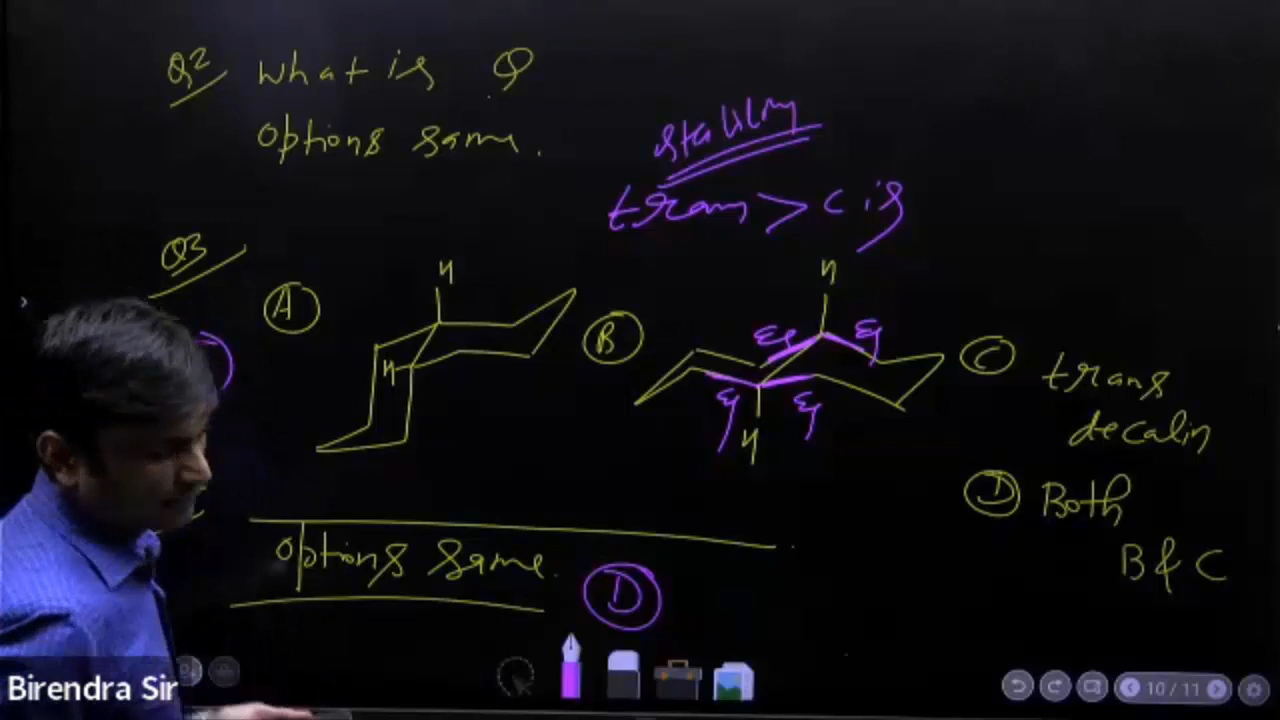 Q2 What is Q
options same.
stability
trans > cis
Q3
A
H
H
B
H
eq eq
eq eq
H
C trans
decalin
D Both
B & C
options same.
D
Birendra Sir
10 / 11